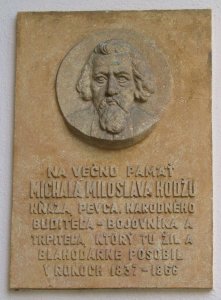 NA VEČNÚ PAMÄŤ
MICHALA MILOSLAVA HODŽU
KŇAZA, PEVCA, NÁRODNÉHO
BUDITEĽA - BOJOVNÍKA A
TRPITEĽA, KTORÝ TU ŽIL A
BLAHODÁRNE PÔSOBIL
V ROKOCH 1837-1866